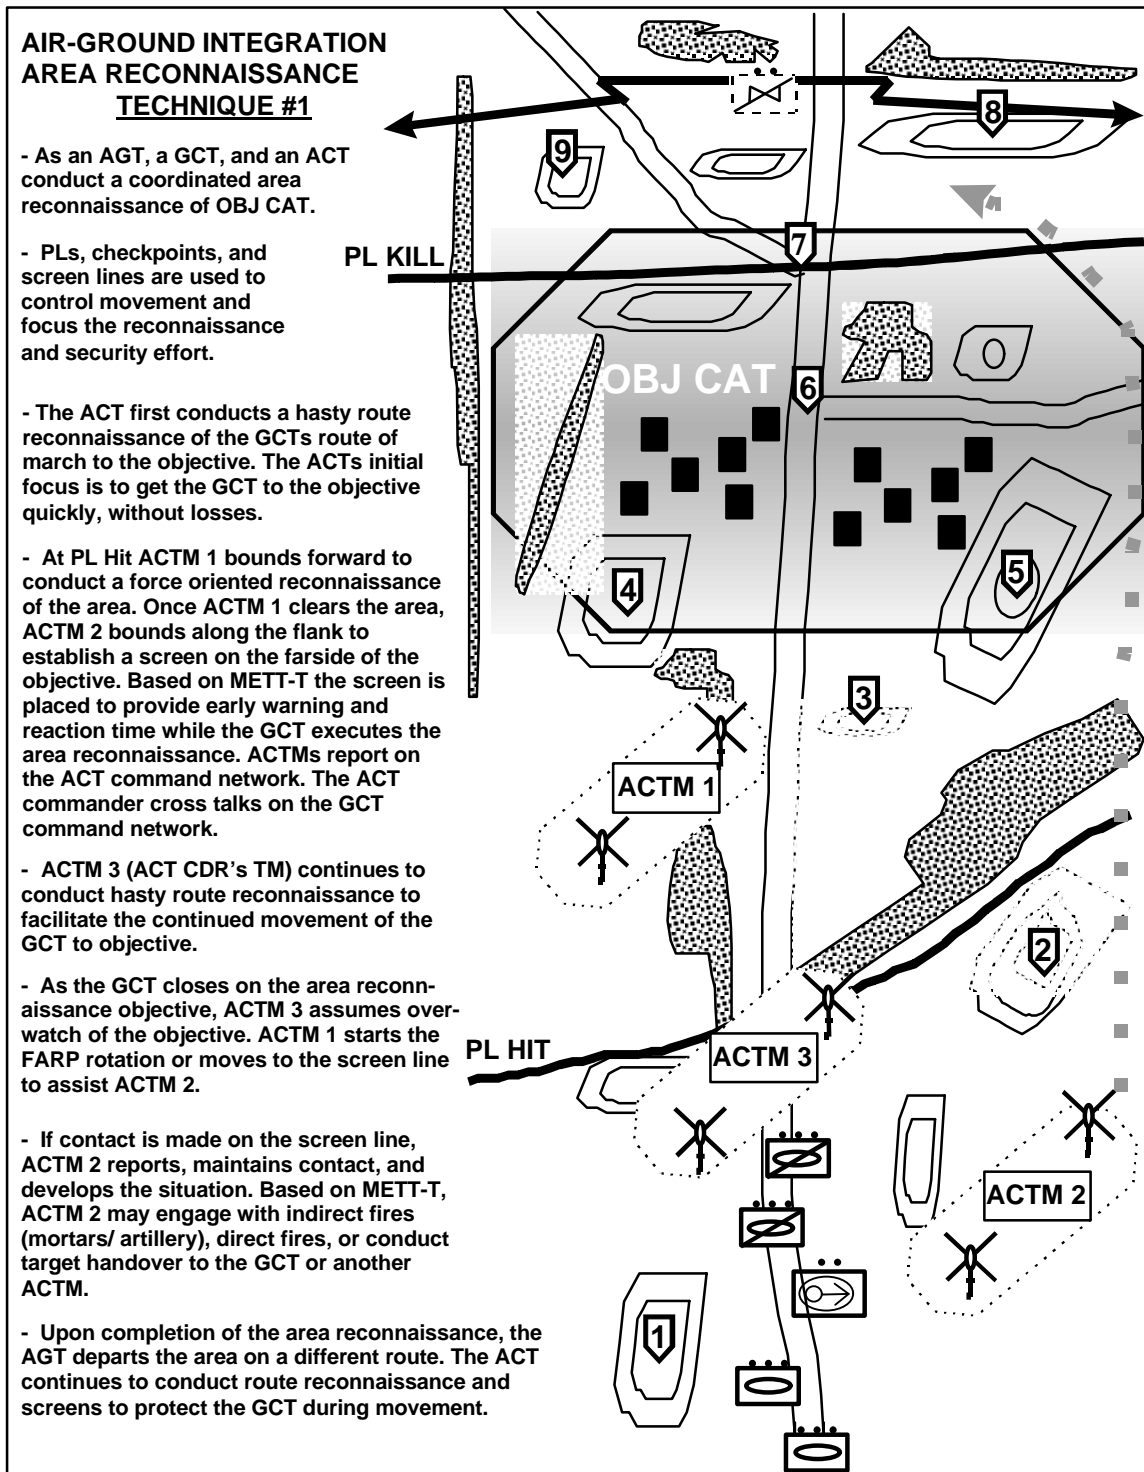 AIR-GROUND INTEGRATION
AREA RECONNAISSANCE
TECHNIQUE #1
- As an AGT, a GCT, and an ACT
conduct a coordinated area
reconnaissance of OBJ CAT.
- PLs, checkpoints, and
screen lines are used to
control movement and
focus the reconnaissance
and security effort.
- The ACT first conducts a hasty route
reconnaissance of the GCTs route of
march to the objective. The ACTs initial
focus is to get the GCT to the objective
quickly, without losses.
- At PL Hit ACTM 1 bounds forward to
conduct a force oriented reconnaissance
of the area. Once ACTM 1 clears the area,
ACTM 2 bounds along the flank to
establish a screen on the farside of the
objective. Based on METT-T the screen is
placed to provide early warning and
reaction time while the GCT executes the
area reconnaissance. ACTMs report on
the ACT command network. The ACT
commander cross talks on the GCT
command network.
- ACTM 3 (ACT CDR's TM) continues to
conduct hasty route reconnaissance to
facilitate the continued movement of the
GCT to objective.
- As the GCT closes on the area reconn-
aissance objective, ACTM 3 assumes over-
watch of the objective. ACTM 1 starts the
FARP rotation or moves to the screen line
to assist ACTM 2.
- If contact is made on the screen line,
ACTM 2 reports, maintains contact, and
develops the situation. Based on METT-T,
ACTM 2 may engage with indirect fires
(mortars/ artillery), direct fires, or conduct
target handover to the GCT or another
ACTM.
- Upon completion of the area reconnaissance, the
AGT departs the area on a different route. The ACT
continues to conduct route reconnaissance and
screens to protect the GCT during movement.
8
9
7
PL KILL
OBJ CAT
6
5
4
3
ACTM 1
2
PL HIT
ACTM 3
ACTM 2
1